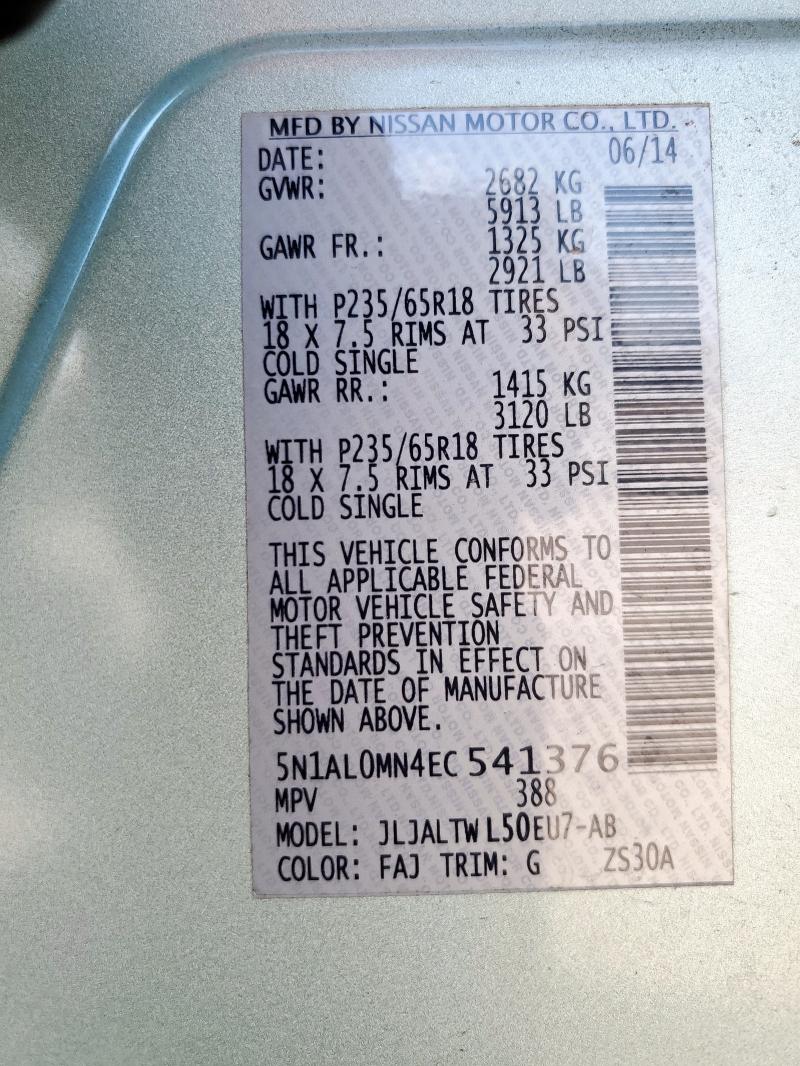 MFD BY NISSAN MOTOR CO., LTD.
DATE: 06/14
GVWR: 2682 KG
5913 LB
GAWR FR.: 1325 KG
2921 LB
WITH P235/65R18 TIRES
18 X 7.5 RIMS AT 33 PSI
COLD SINGLE
GAWR RR.: 1415 KG
3120 LB
WITH P235/65R18 TIRES
18 X 7.5 RIMS AT 33 PSI
COLD SINGLE
THIS VEHICLE CONFORMS TO
ALL APPLICABLE FEDERAL
MOTOR VEHICLE SAFETY AND
THEFT PREVENTION
STANDARDS IN EFFECT ON
THE DATE OF MANUFACTURE
SHOWN ABOVE.
5N1AL0MN4EC 541376
MPV 388
MODEL: JLJALTW L50EU7-AB
COLOR: FAJ TRIM: G ZS30A